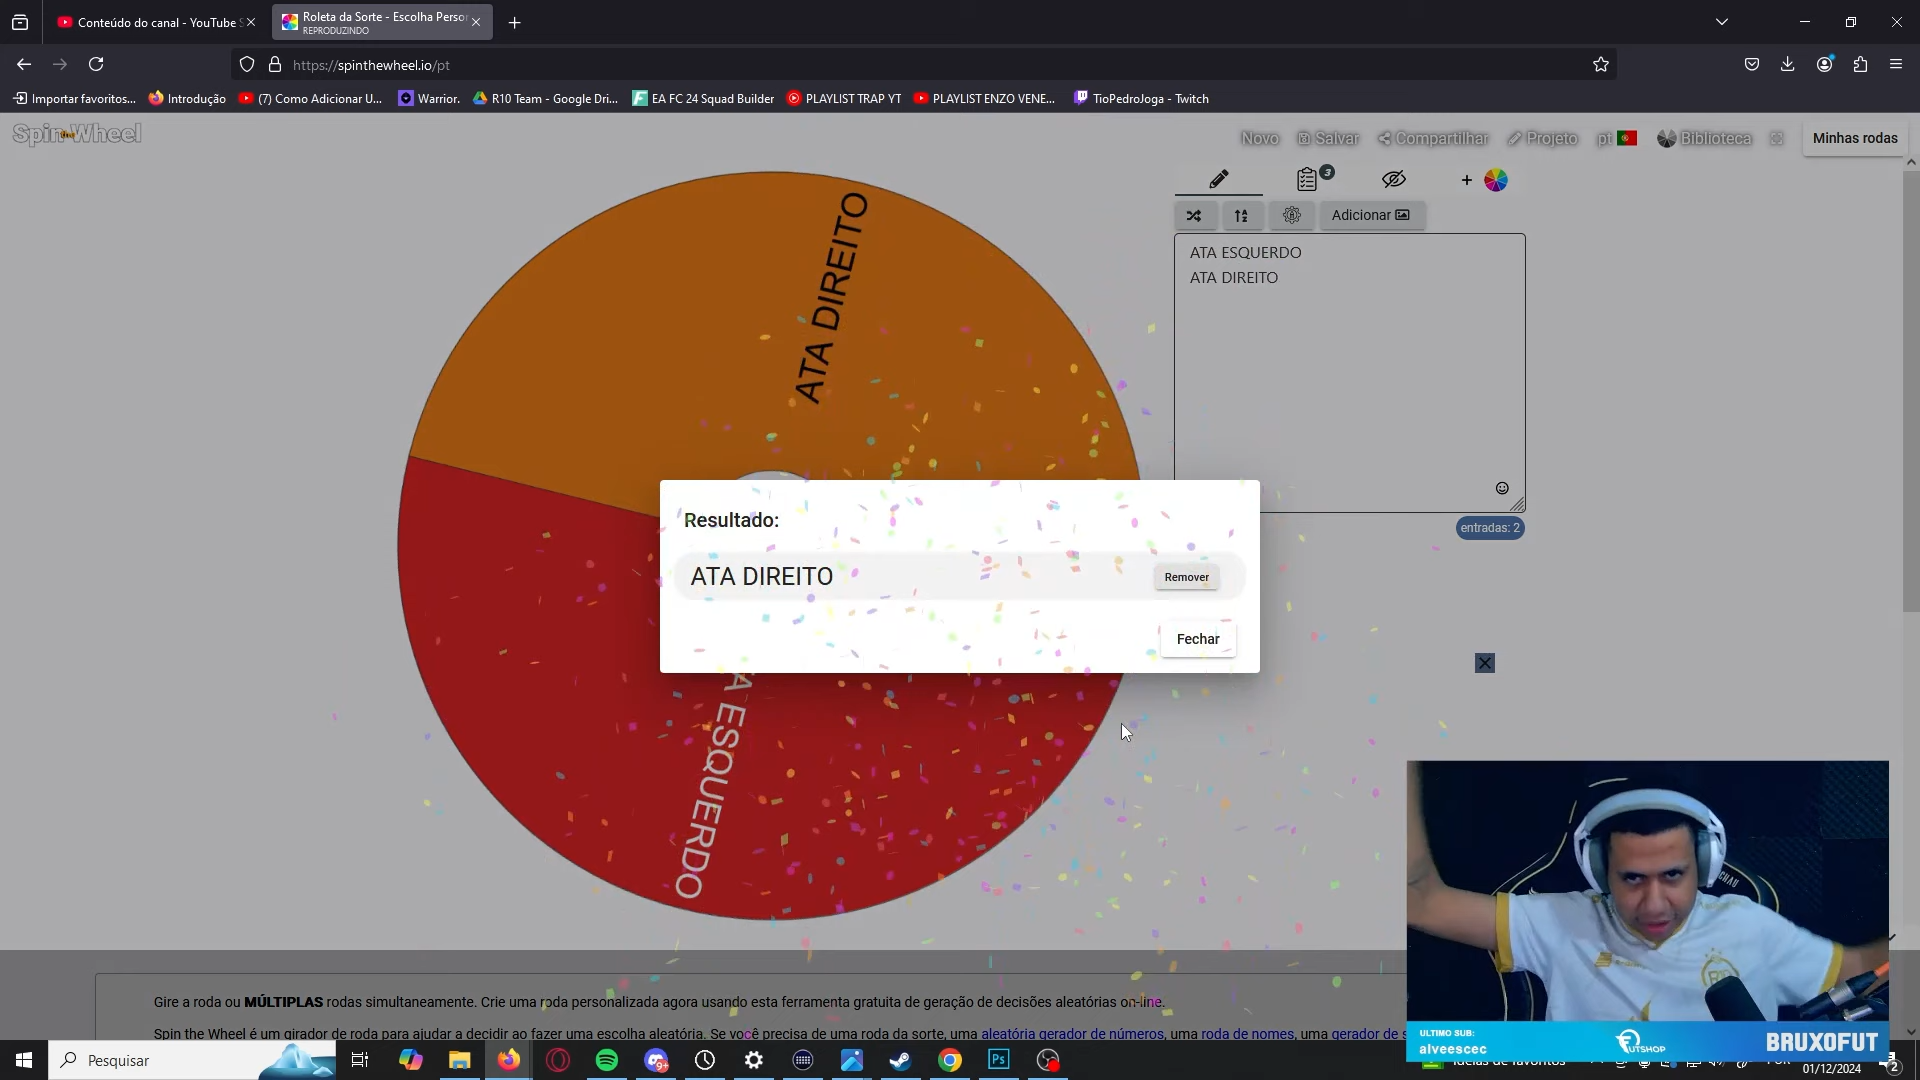 Conteúdo do canal - YouTube S
Roleta da Sorte - Escolha Perso
REPRODUZINDO
https://spinthewheel.io/pt
Importar favoritos...
Introdução
(7) Como Adicionar U...
Warrior.
R10 Team - Google Dri...
EA FC 24 Squad Builder
PLAYLIST TRAP YT
PLAYLIST ENZO VENE...
TioPedroJoga - Twitch
Spin Wheel
Novo
Salvar
Compartilhar
Projeto
pt
Biblioteca
Minhas rodas
3
Adicionar
ATA ESQUERDO
ATA DIREITO
entradas: 2
ATA DIREITO
Resultado:
ATA DIREITO
Remover
Fechar
A ESQUERDO
Gire a roda ou MÚLTIPLAS rodas simultaneamente. Crie uma roda personalizada agora usando esta ferramenta gratuita de geração de decisões aleatórias on-line.
Spin the Wheel é um girador de roda para ajudar a decidir ao fazer uma escolha aleatória. Se você precisa de uma roda da sorte, uma aleatória gerador de números, uma roda de nomes, uma gerador de s
ULTIMO SUB:
alveescec
FUTSHOP
BRUXOFUT
Pesquisar
9+
Ps
01/12/2024
2